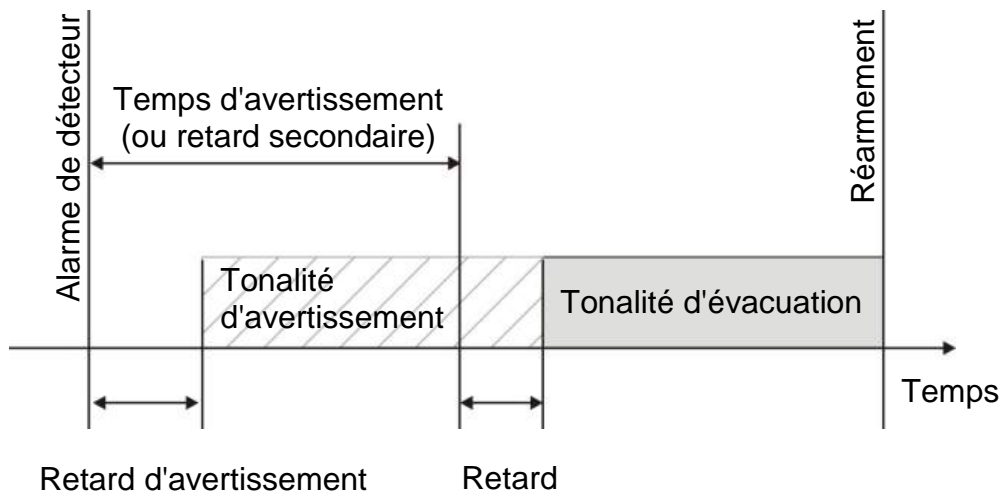 Alarme de détecteur
Temps d'avertissement
(ou retard secondaire)
Réarmement
Tonalité
d'avertissement
Tonalité d'évacuation
Temps
Retard d'avertissement
Retard